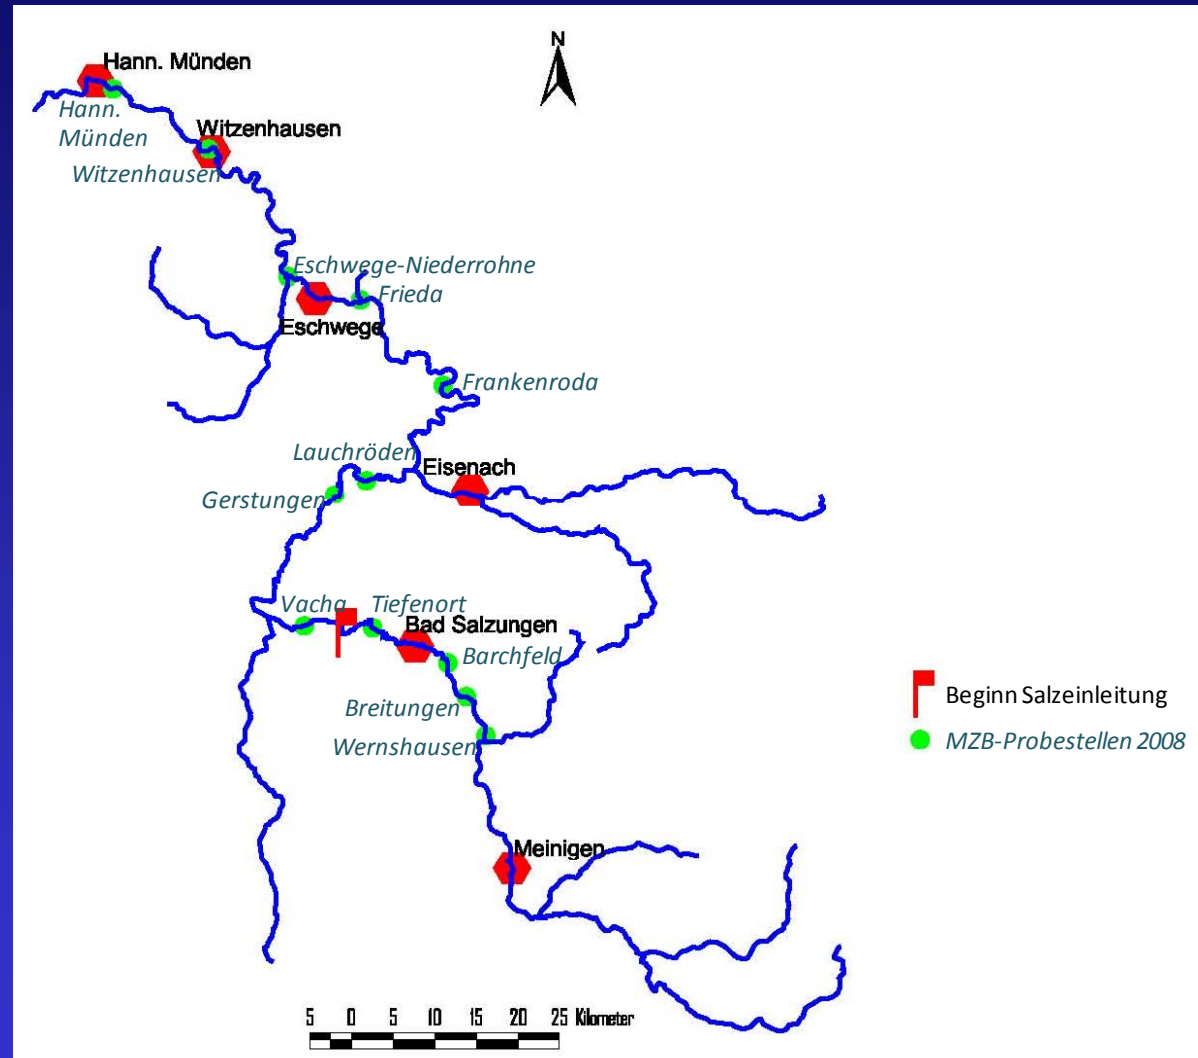 N
Hann. Münden
Hann.
Münden
Witzenhausen
Witzenhausen
Eschwege-Niederrohne
Frieda
Eschwege
Frankenroda
Lauchröden
Eisenach
Gerstungen
Vacha
Tiefenort
Bad Salzungen
Barchfeld
Breitungen
Wernshausen
Beginn Salzeinleitung
MZB-Probestellen 2008
Meinigen
5 0 5 10 15 20 25 Kilometer